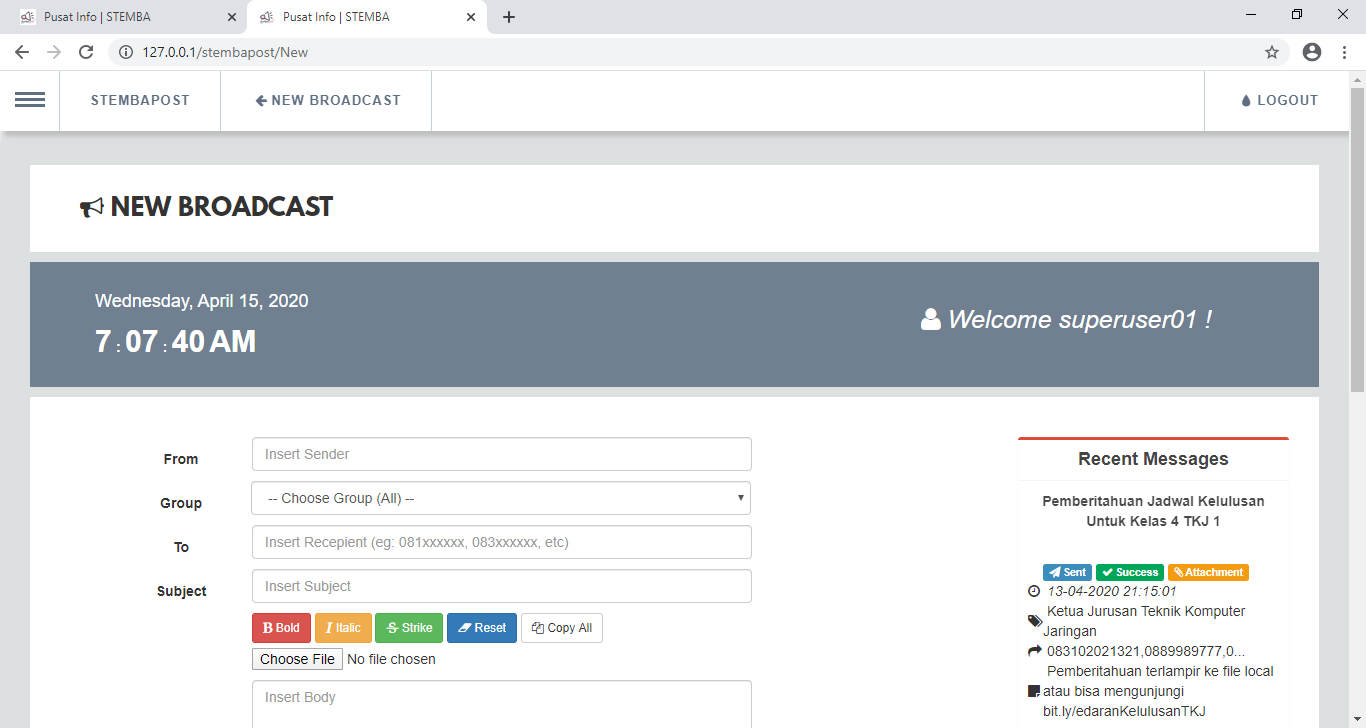 Pusat Info | STEMBA
Pusat Info | STEMBA
127.0.0.1/stembapost/New
STEMBAPOST
NEW BROADCAST
LOGOUT
NEW BROADCAST
Wednesday, April 15, 2020
7 : 07 : 40 AM
Welcome superuser01 !
From
Insert Sender
Group
-- Choose Group (All) --
To
Insert Recepient (eg: 081xxxxxx, 083xxxxxx, etc)
Subject
Insert Subject
B Bold I Italic S Strike Reset Copy All
Choose File No file chosen
Insert Body
Recent Messages
Pemberitahuan Jadwal Kelulusan
Untuk Kelas 4 TKJ 1
Sent Success Attachment
13-04-2020 21:15:01
Ketua Jurusan Teknik Komputer
Jaringan
083102021321,0889989777,0...
Pemberitahuan terlampir ke file local
atau bisa mengunjungi
bit.ly/edaranKelulusanTKJ